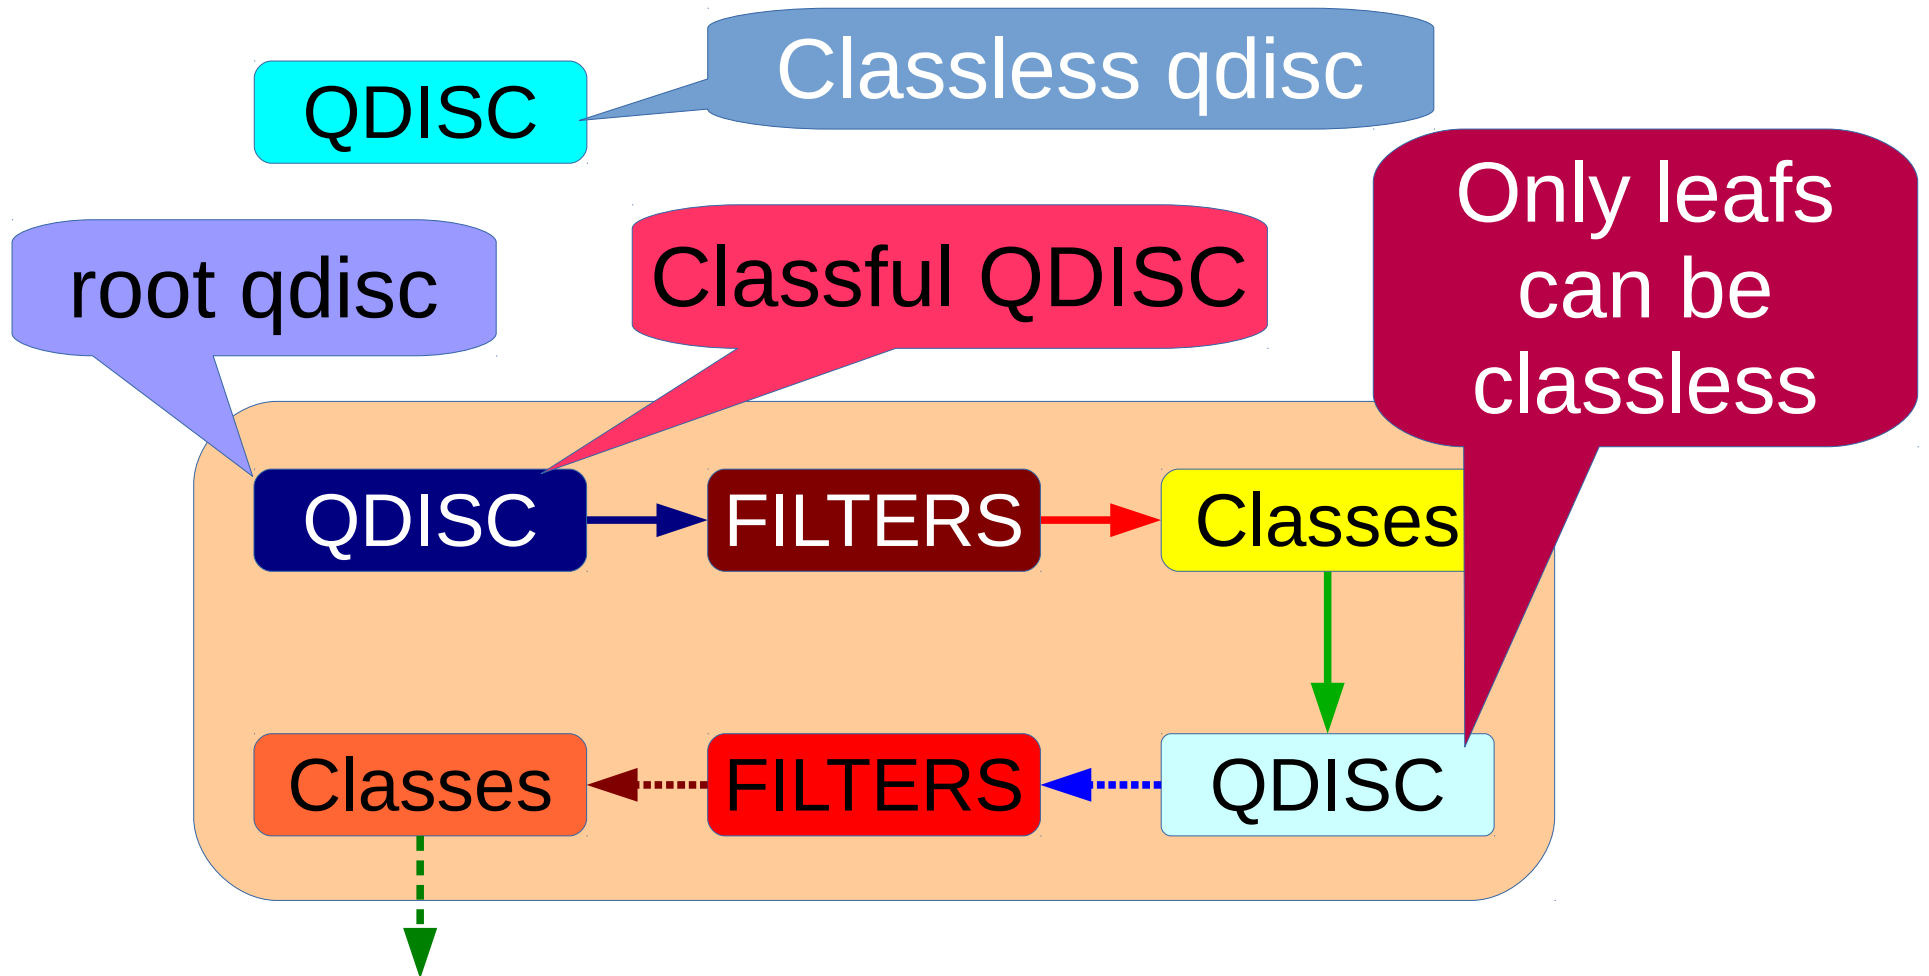 Classless qdisc
QDISC
root qdisc
Classful QDISC
Only leafs
can be
classless
QDISC
FILTERS
Classes
Classes
FILTERS
QDISC